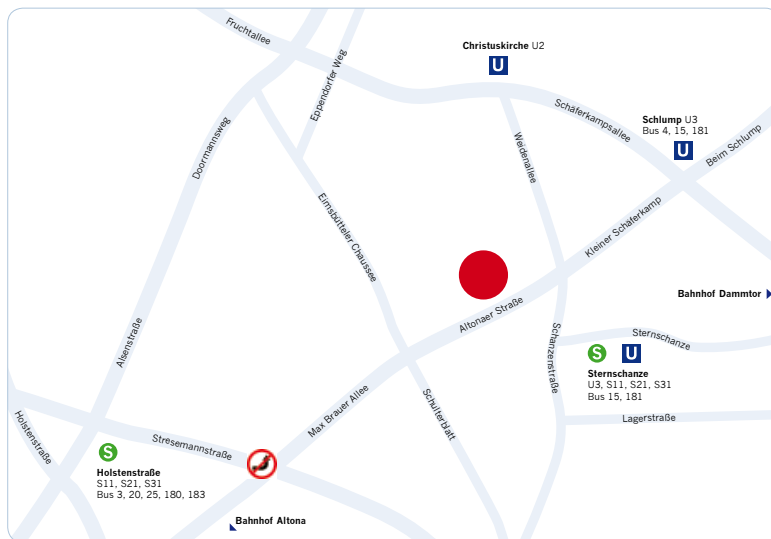 Fruchtallee
Eppendorfer Weg
Christuskirche U2
U
Schäferkampsallee
Schlump U3
Bus 4, 15, 181
U
Beim Schlump
Doormannsweg
Weidenallee
Eimsbütteler Chaussee
Kleiner Schäferkamp
Bahnhof Dammtor
Altonaer Straße
Alsenstraße
Schanzenstraße
Sternschanze
S U
Sternschanze
U3, S11, S21, S31
Bus 15, 181
Max Brauer Allee
Schulterblatt
Lagerstraße
Holstenstraße
Stresemannstraße
S
Holstenstraße
S11, S21, S31
Bus 3, 20, 25, 180, 183
Bahnhof Altona